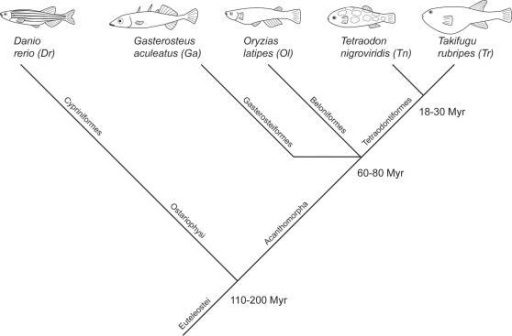 Danio
rerio (Dr)
Gasterosteus
aculeatus (Ga)
Oryzias
latipes (Ol)
Tetraodon
nigroviridis (Tn)
Takifugu
rubripes (Tr)
Cypriniformes
Gasterosteiformes
Beloniformes
Tetraodontiformes
18-30 Myr
60-80 Myr
Ostariophysi
Acanthomorpha
Euteleostei
110-200 Myr